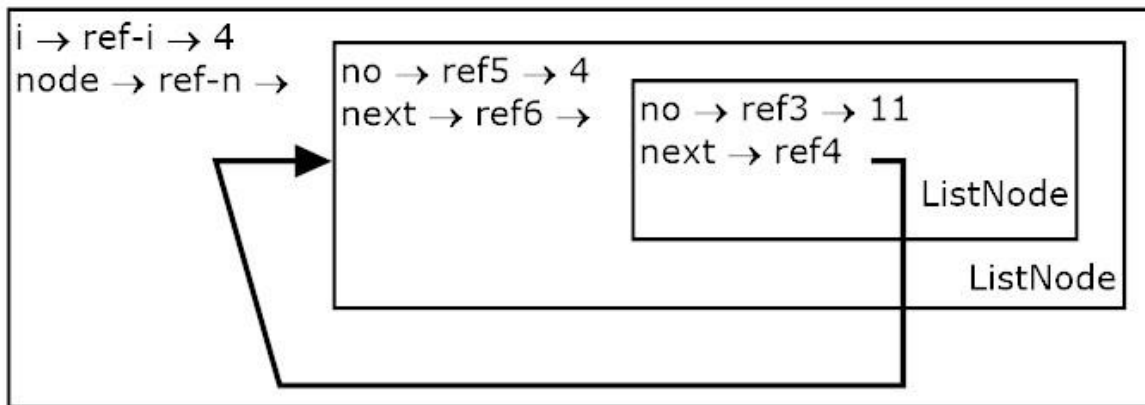 i → ref-i → 4
node → ref-n →
no → ref5 → 4
next → ref6 →
no → ref3 → 11
next → ref4
ListNode
ListNode